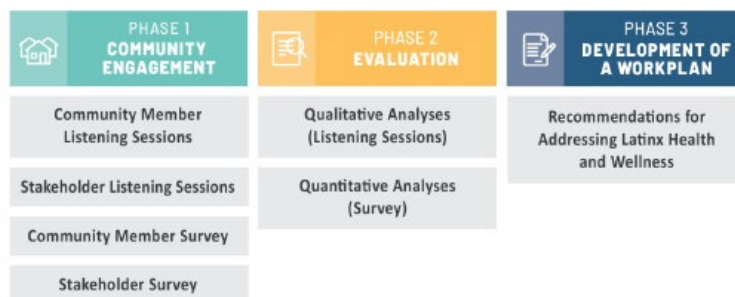 PHASE 1
COMMUNITY
ENGAGEMENT
Community Member
Listening Sessions
Stakeholder Listening Sessions
Community Member Survey
Stakeholder Survey
PHASE 2
EVALUATION
Qualitative Analyses
(Listening Sessions)
Quantitative Analyses
(Survey)
PHASE 3
DEVELOPMENT OF
A WORKPLAN
Recommendations for
Addressing Latinx Health
and Wellness